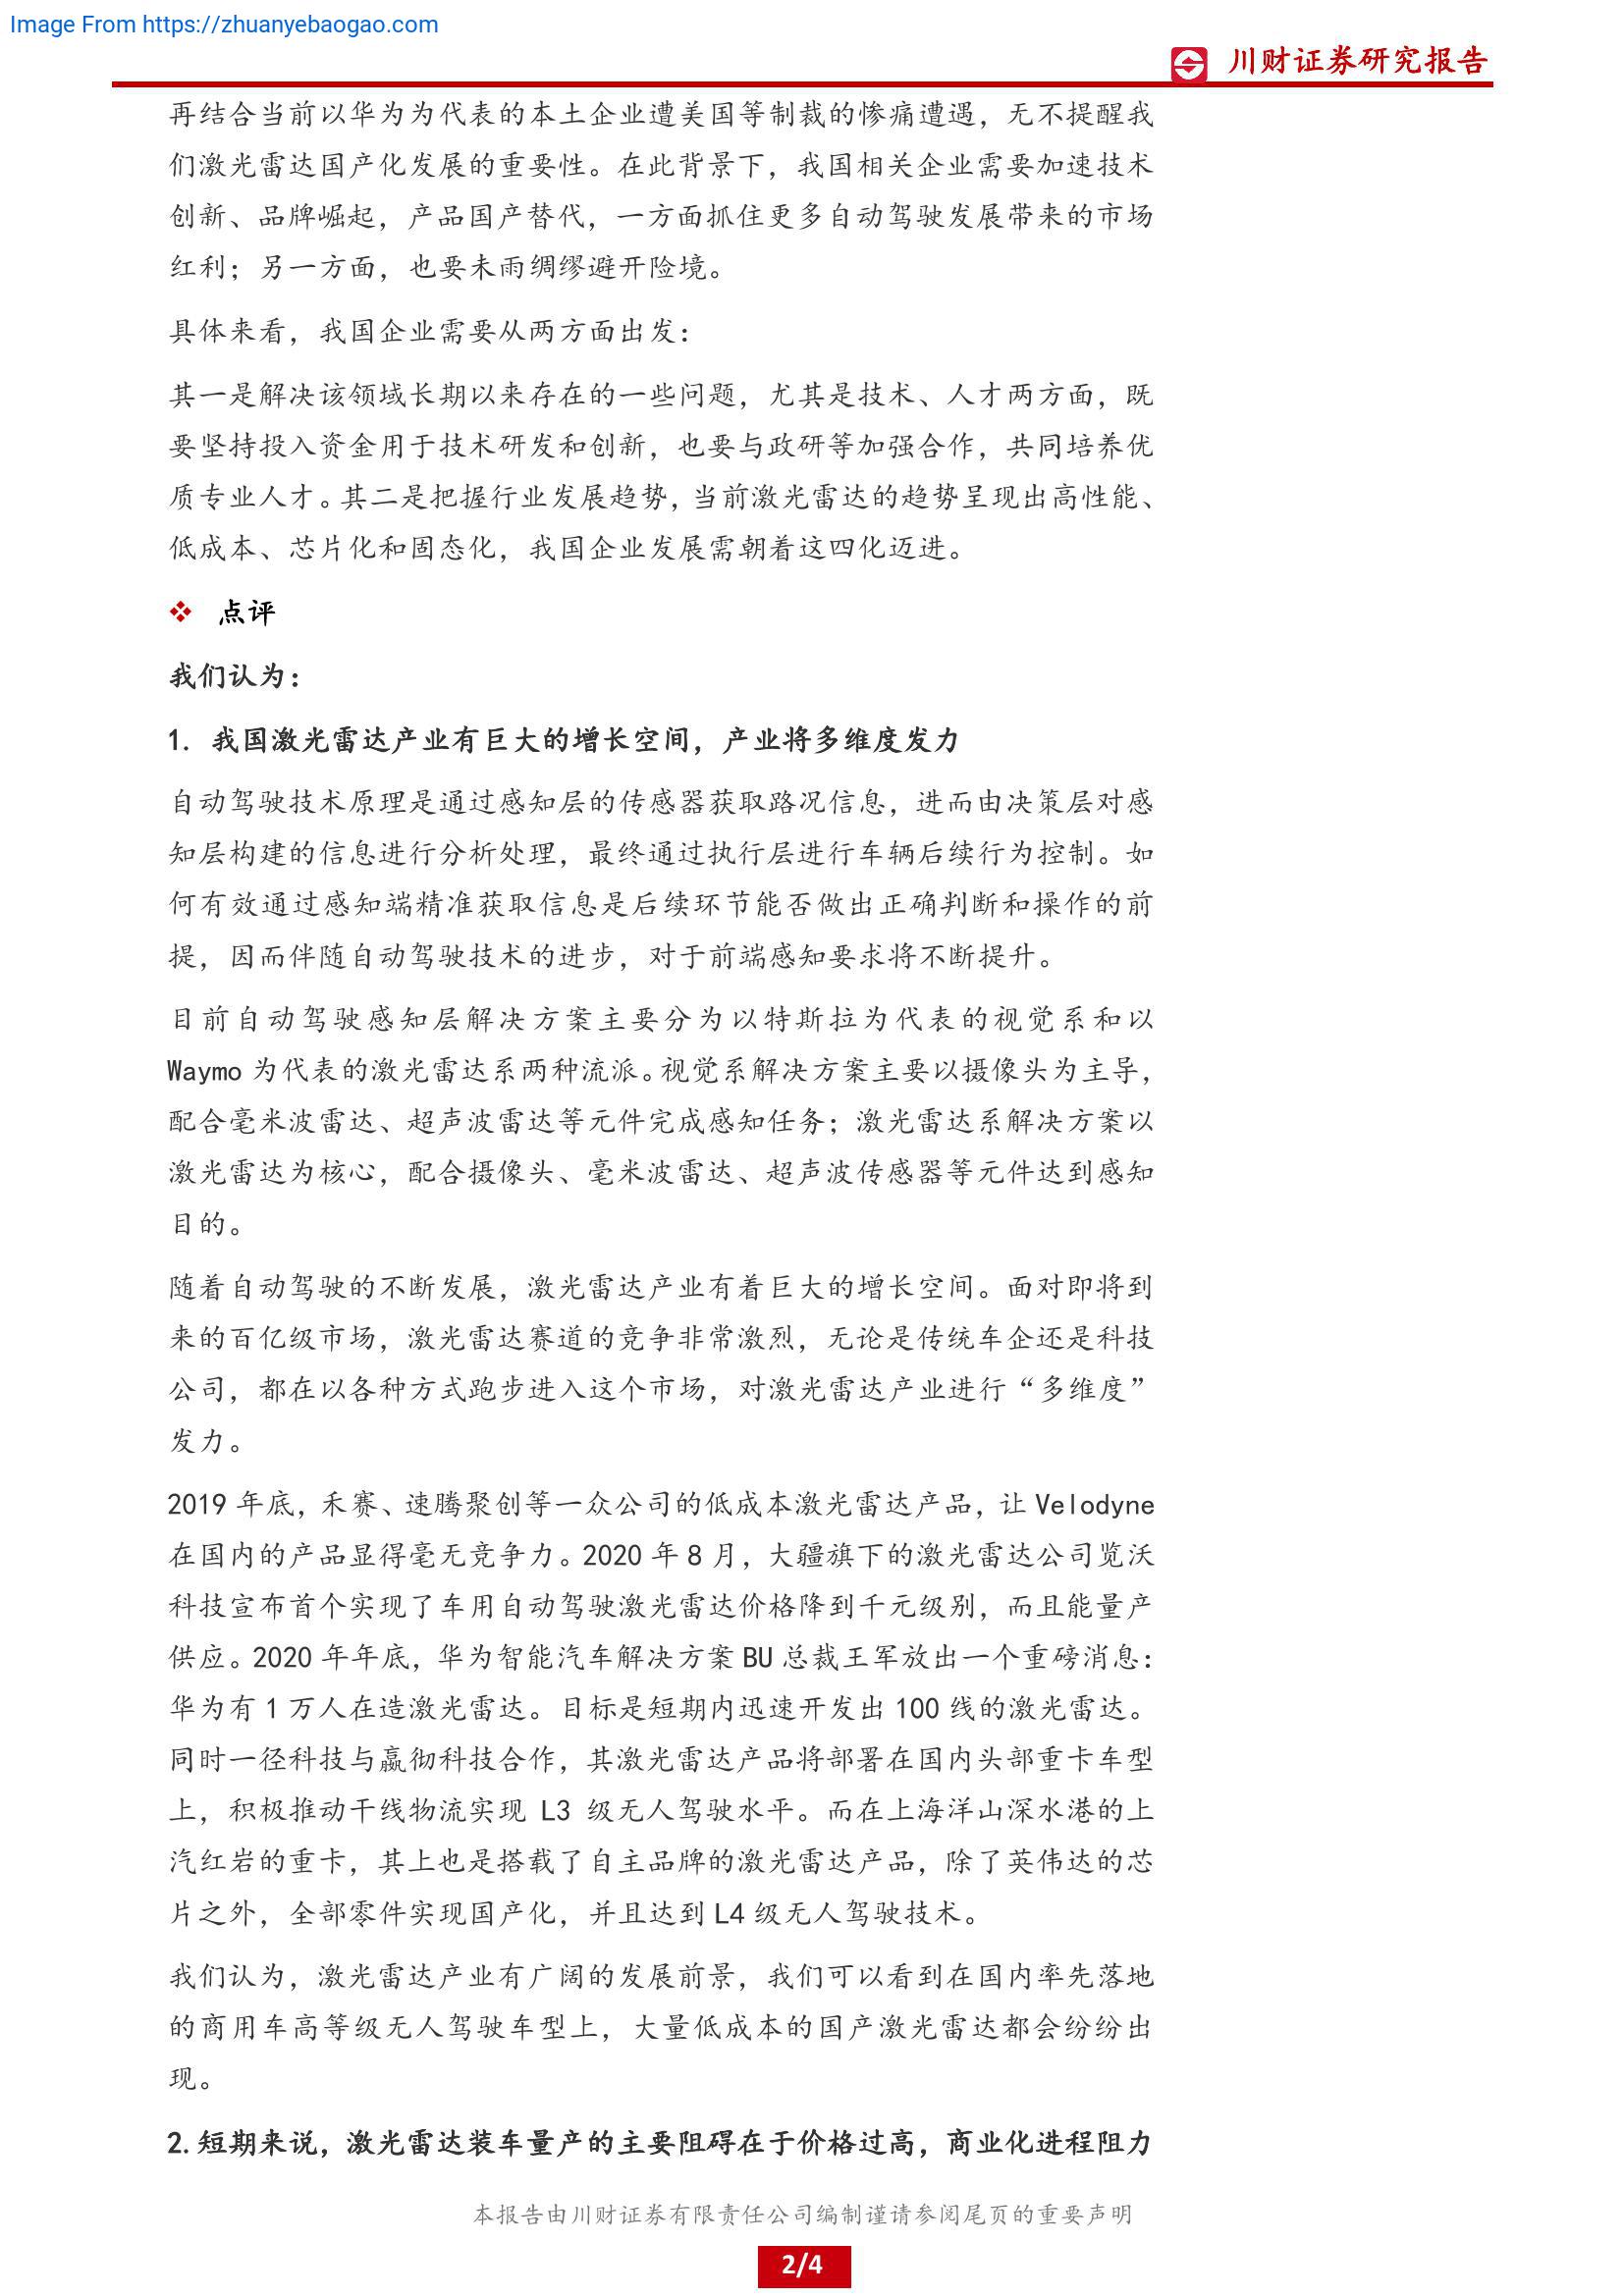 Image From https://zhuanyebaogao.com
川财证券研究报告
再结合当前以华为为代表的本土企业遭美国等制裁的惨痛遭遇，无不提醒我
们激光雷达国产化发展的重要性。在此背景下，我国相关企业需要加速技术
创新、品牌崛起，产品国产替代，一方面抓住更多自动驾驶发展带来的市场
红利；另一方面，也要未雨绸缪避开险境。
具体来看，我国企业需要从两方面出发：
其一是解决该领域长期以来存在的一些问题，尤其是技术、人才两方面，既
要坚持投入资金用于技术研发和创新，也要与政研等加强合作，共同培养优
质专业人才。其二是把握行业发展趋势，当前激光雷达的趋势呈现出高性能、
低成本、芯片化和固态化，我国企业发展需朝着这四化迈进。
❖ 点评
我们认为：
1. 我国激光雷达产业有巨大的增长空间，产业将多维度发力
自动驾驶技术原理是通过感知层的传感器获取路况信息，进而由决策层对感
知层构建的信息进行分析处理，最终通过执行层进行车辆后续行为控制。如
何有效通过感知端精准获取信息是后续环节能否做出正确判断和操作的前
提，因而伴随自动驾驶技术的进步，对于前端感知要求将不断提升。
目前自动驾驶感知层解决方案主要分为以特斯拉为代表的视觉系和以
Waymo 为代表的激光雷达系两种流派。视觉系解决方案主要以摄像头为主导，
配合毫米波雷达、超声波雷达等元件完成感知任务；激光雷达系解决方案以
激光雷达为核心，配合摄像头、毫米波雷达、超声波传感器等元件达到感知
目的。
随着自动驾驶的不断发展，激光雷达产业有着巨大的增长空间。面对即将到
来的百亿级市场，激光雷达赛道的竞争非常激烈，无论是传统车企还是科技
公司，都在以各种方式跑步进入这个市场，对激光雷达产业进行“多维度”
发力。
2019 年底，禾赛、速腾聚创等一众公司的低成本激光雷达产品，让 Velodyne
在国内的产品显得毫无竞争力。2020 年 8 月，大疆旗下的激光雷达公司览沃
科技宣布首个实现了车用自动驾驶激光雷达价格降到千元级别，而且能量产
供应。2020 年年底，华为智能汽车解决方案 BU 总裁王军放出一个重磅消息：
华为有 1 万人在造激光雷达。目标是短期内迅速开发出 100 线的激光雷达。
同时一径科技与嬴彻科技合作，其激光雷达产品将部署在国内头部重卡车型
上，积极推动干线物流实现 L3 级无人驾驶水平。而在上海洋山深水港的上
汽红岩的重卡，其上也是搭载了自主品牌的激光雷达产品，除了英伟达的芯
片之外，全部零件实现国产化，并且达到 L4 级无人驾驶技术。
我们认为，激光雷达产业有广阔的发展前景，我们可以看到在国内率先落地
的商用车高等级无人驾驶车型上，大量低成本的国产激光雷达都会纷纷出
现。
2.短期来说，激光雷达装车量产的主要阻碍在于价格过高，商业化进程阻力
本报告由川财证券有限责任公司编制谨请参阅尾页的重要声明
2/4